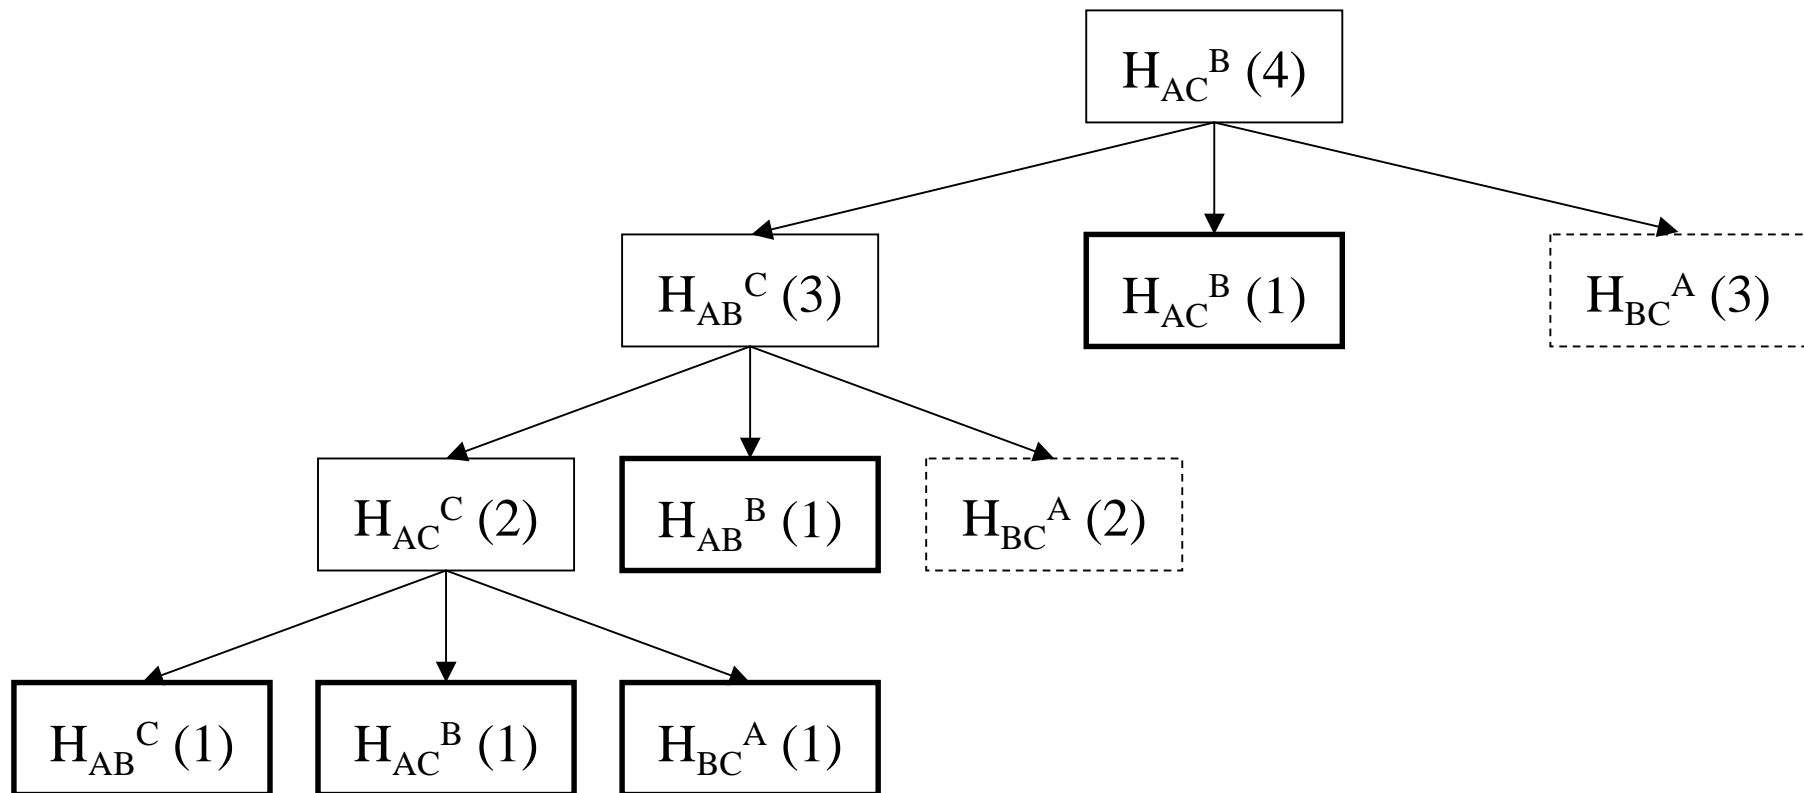 H_AC^B (4)
H_AB^C (3) H_AC^B (1) H_BC^A (3)
H_AC^C (2) H_AB^B (1) H_BC^A (2)
H_AB^C (1) H_AC^B (1) H_BC^A (1)